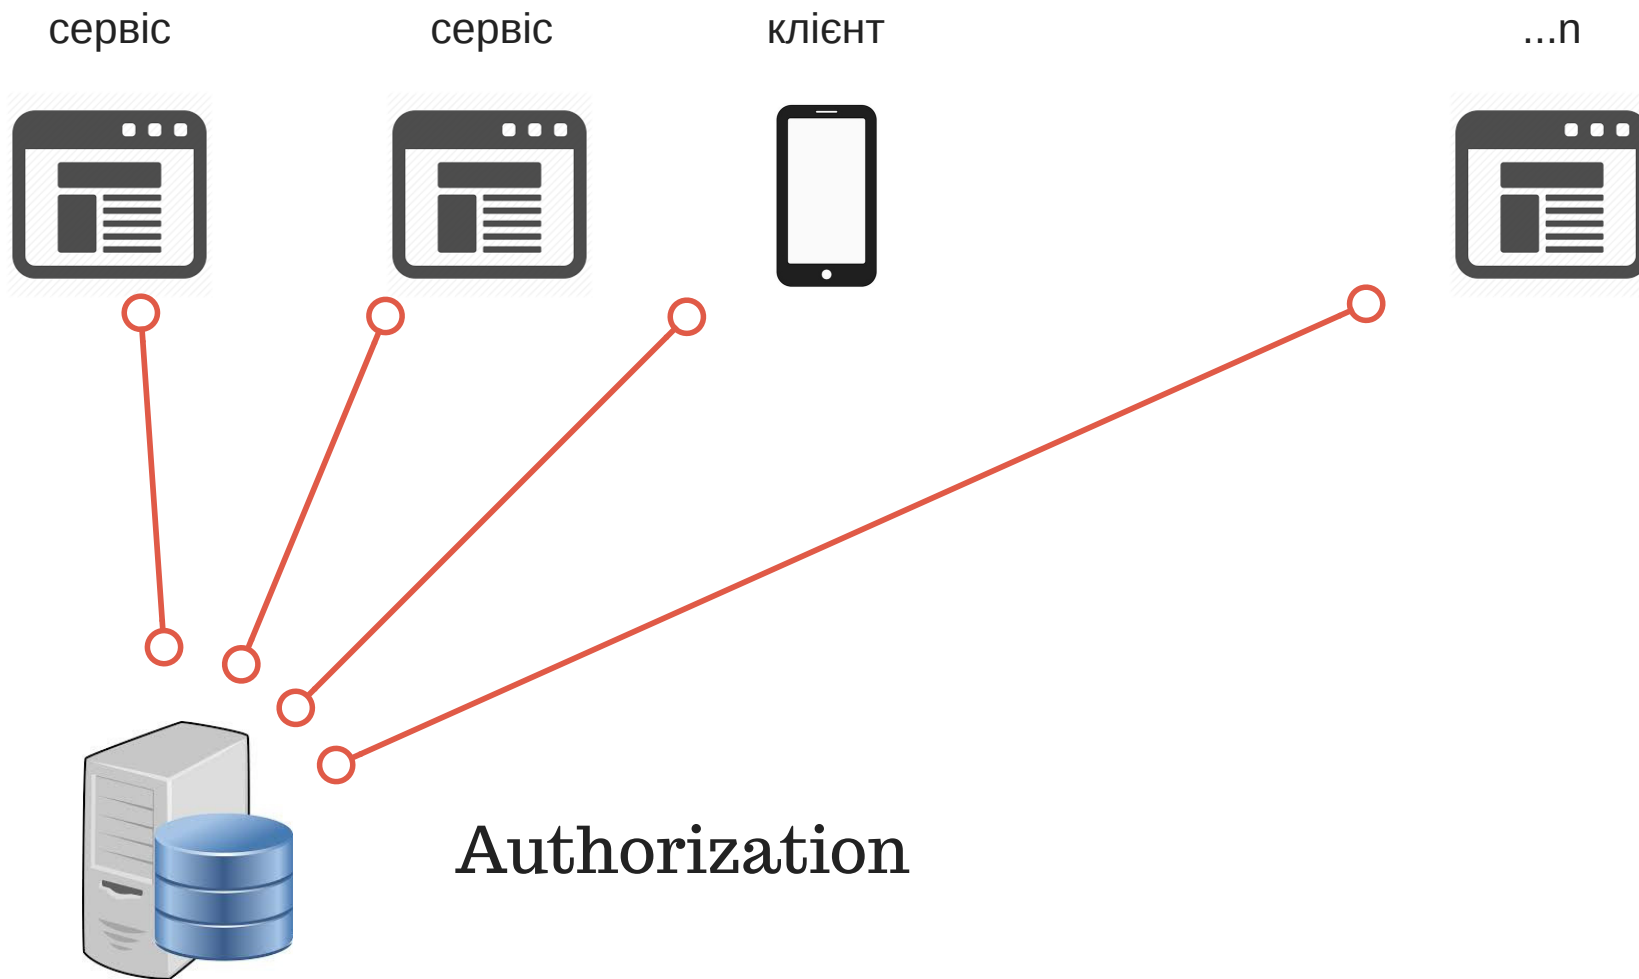 сервіс
сервіс
клієнт
...n
Authorization